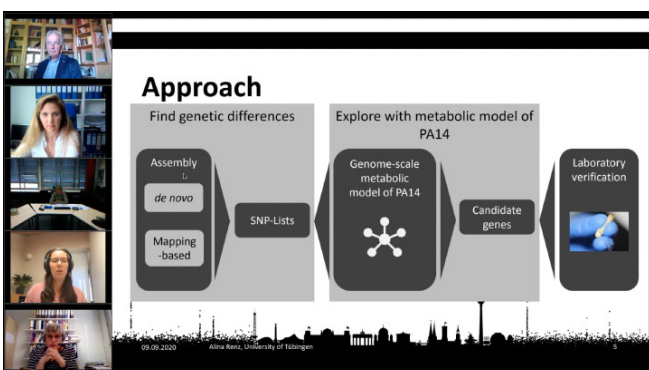 Approach
Find genetic differences
Explore with metabolic model of
PA14
Assembly
de novo
Mapping
-based
SNP-Lists
Genome-scale
metabolic
model of PA14
Candidate
genes
Laboratory
verification
09.09.2020
Alina Renz, University of Tübingen
5